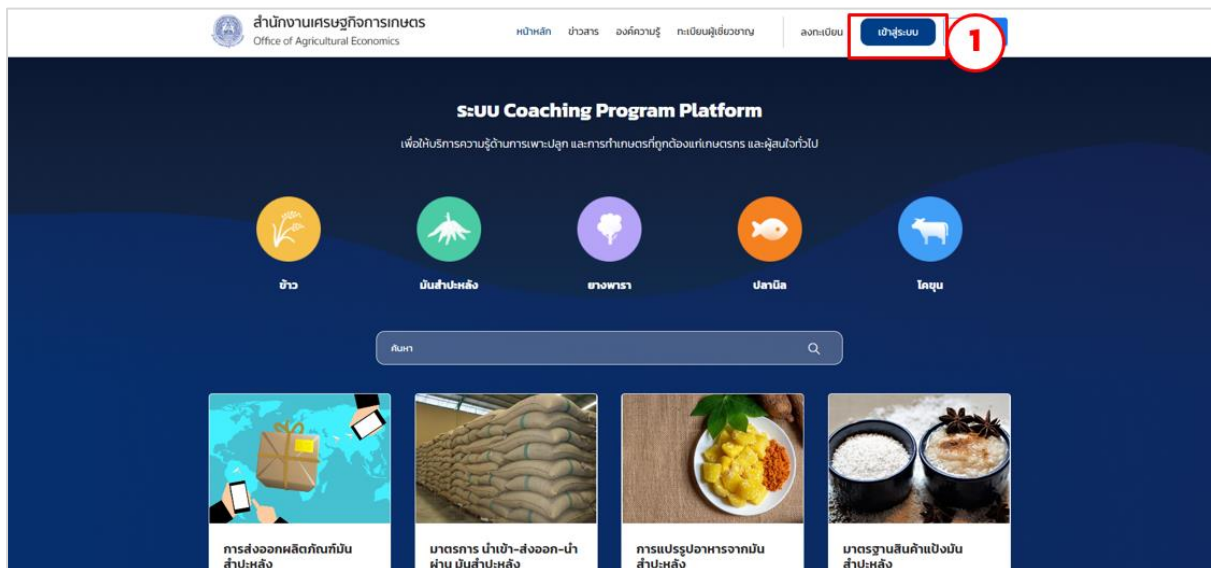 สำนักงานเศรษฐกิจการเกษตร
Office of Agricultural Economics
หน้าหลัก ข่าวสาร องค์ความรู้ ทะเบียนผู้เชี่ยวชาญ ลงทะเบียน เข้าสู่ระบบ 1
ระบบ Coaching Program Platform
เพื่อให้บริการความรู้ด้านการเพาะปลูก และการทำเกษตรที่ถูกต้องแก่เกษตรกร และผู้สนใจทั่วไป
ข้าว มันสำปะหลัง ยางพารา ปลานิล โคขุน
ค้นหา
การส่งออกผลิตภัณฑ์มัน
สำปะหลัง
มาตรการ นำเข้า-ส่งออก-นำ
ผ่าน มันสำปะหลัง
การแปรรูปอาหารจากมัน
สำปะหลัง
มาตรฐานสินค้าแป้งมัน
สำปะหลัง